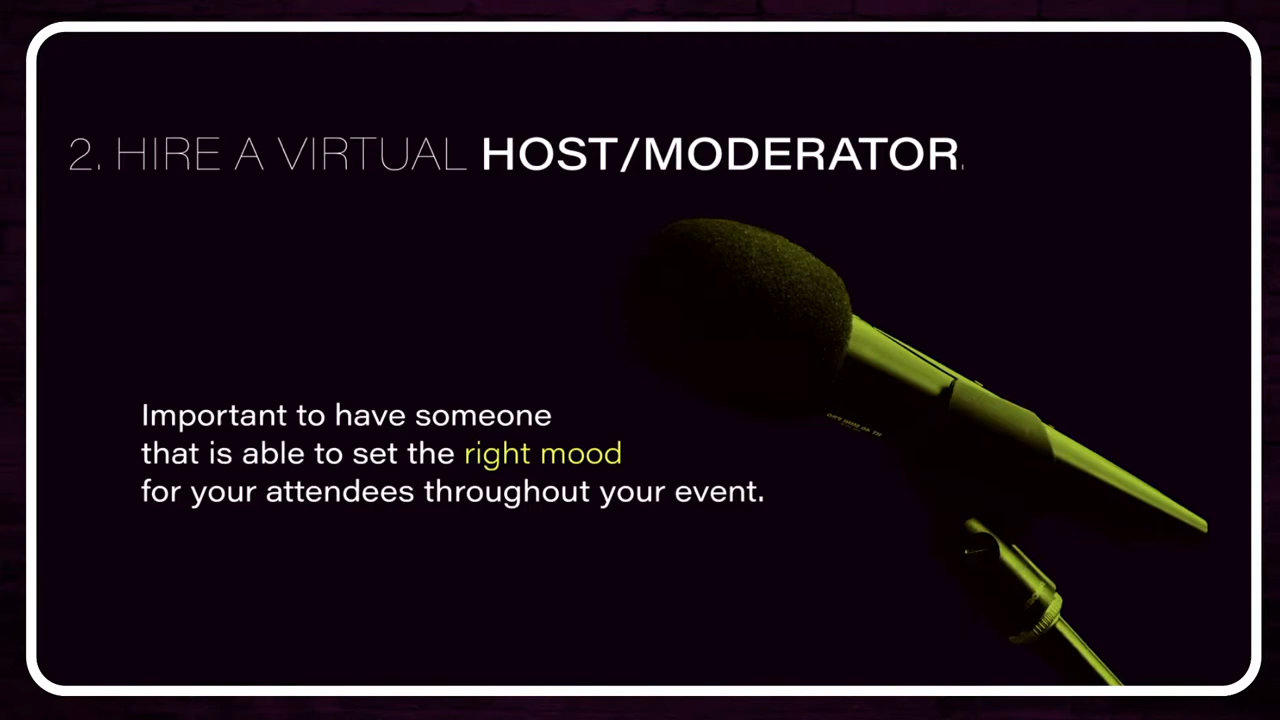 2. HIRE A VIRTUAL HOST/MODERATOR.
Important to have someone
that is able to set the right mood
for your attendees throughout your event.